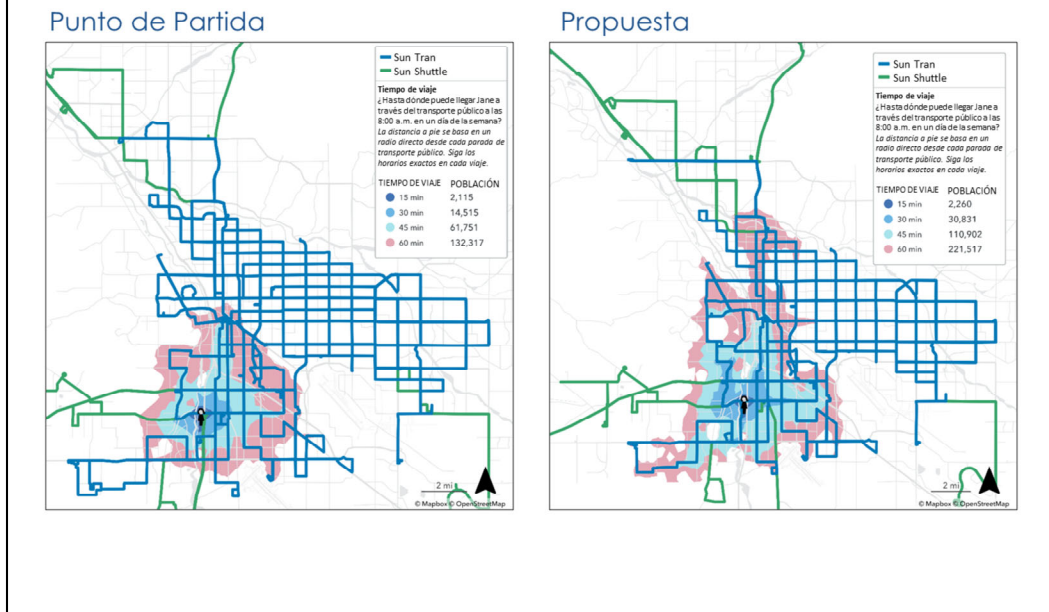 Punto de Partida
Sun Tran
Sun Shuttle
Tiempo de viaje
¿Hasta dónde puede llegar Jane a
través del transporte público a las
8:00 a.m. en un día de la semana?
La distancia a pie se basa en un
radio directo desde cada parada de
transporte público. Siga los
horarios exactos en cada viaje.
TIEMPO DE VIAJE POBLACIÓN
15 min 2,115
30 min 14,515
45 min 61,751
60 min 132,317
2 mi
© Mapbox © OpenStreetMap
Propuesta
Sun Tran
Sun Shuttle
Tiempo de viaje
¿Hasta dónde puede llegar Jane a
través del transporte público a las
8:00 a.m. en un día de la semana?
La distancia a pie se basa en un
radio directo desde cada parada de
transporte público. Siga los
horarios exactos en cada viaje.
TIEMPO DE VIAJE POBLACIÓN
15 min 2,260
30 min 30,831
45 min 110,902
60 min 221,517
2 mi
© Mapbox © OpenStreetMap